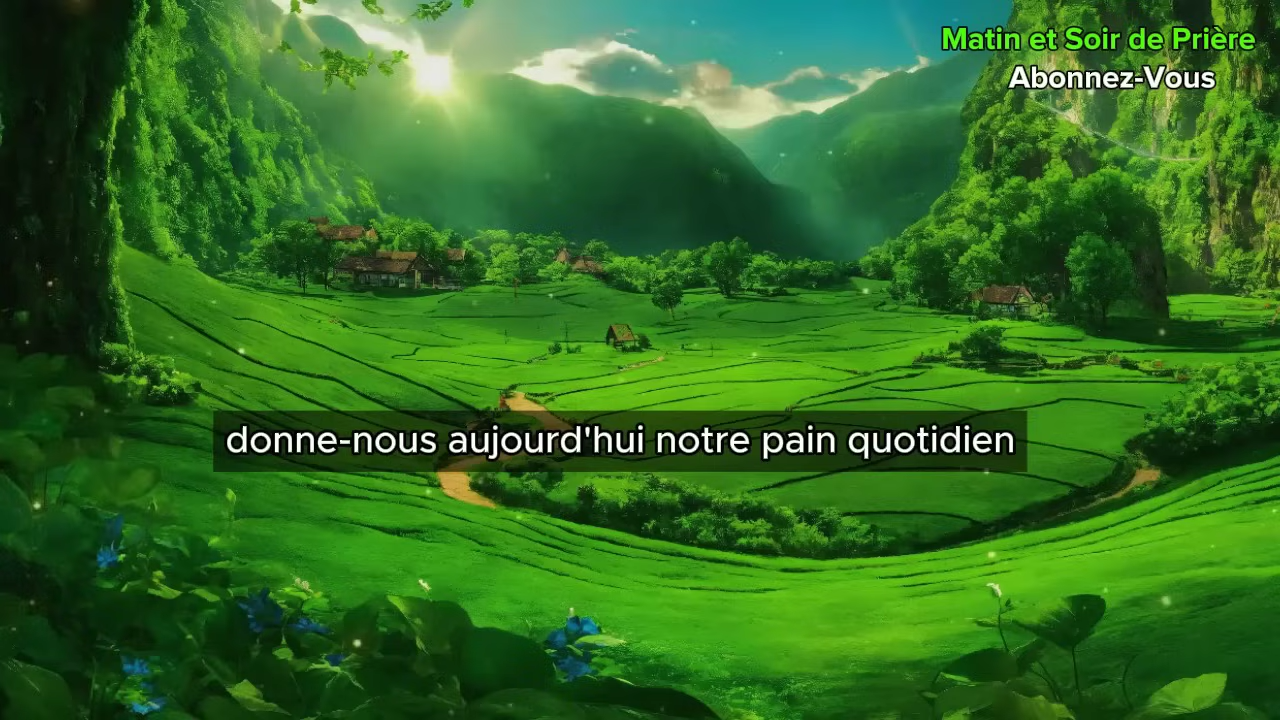 Matin et Soir de Prière
Abonnez-Vous
donne-nous aujourd'hui notre pain quotidien